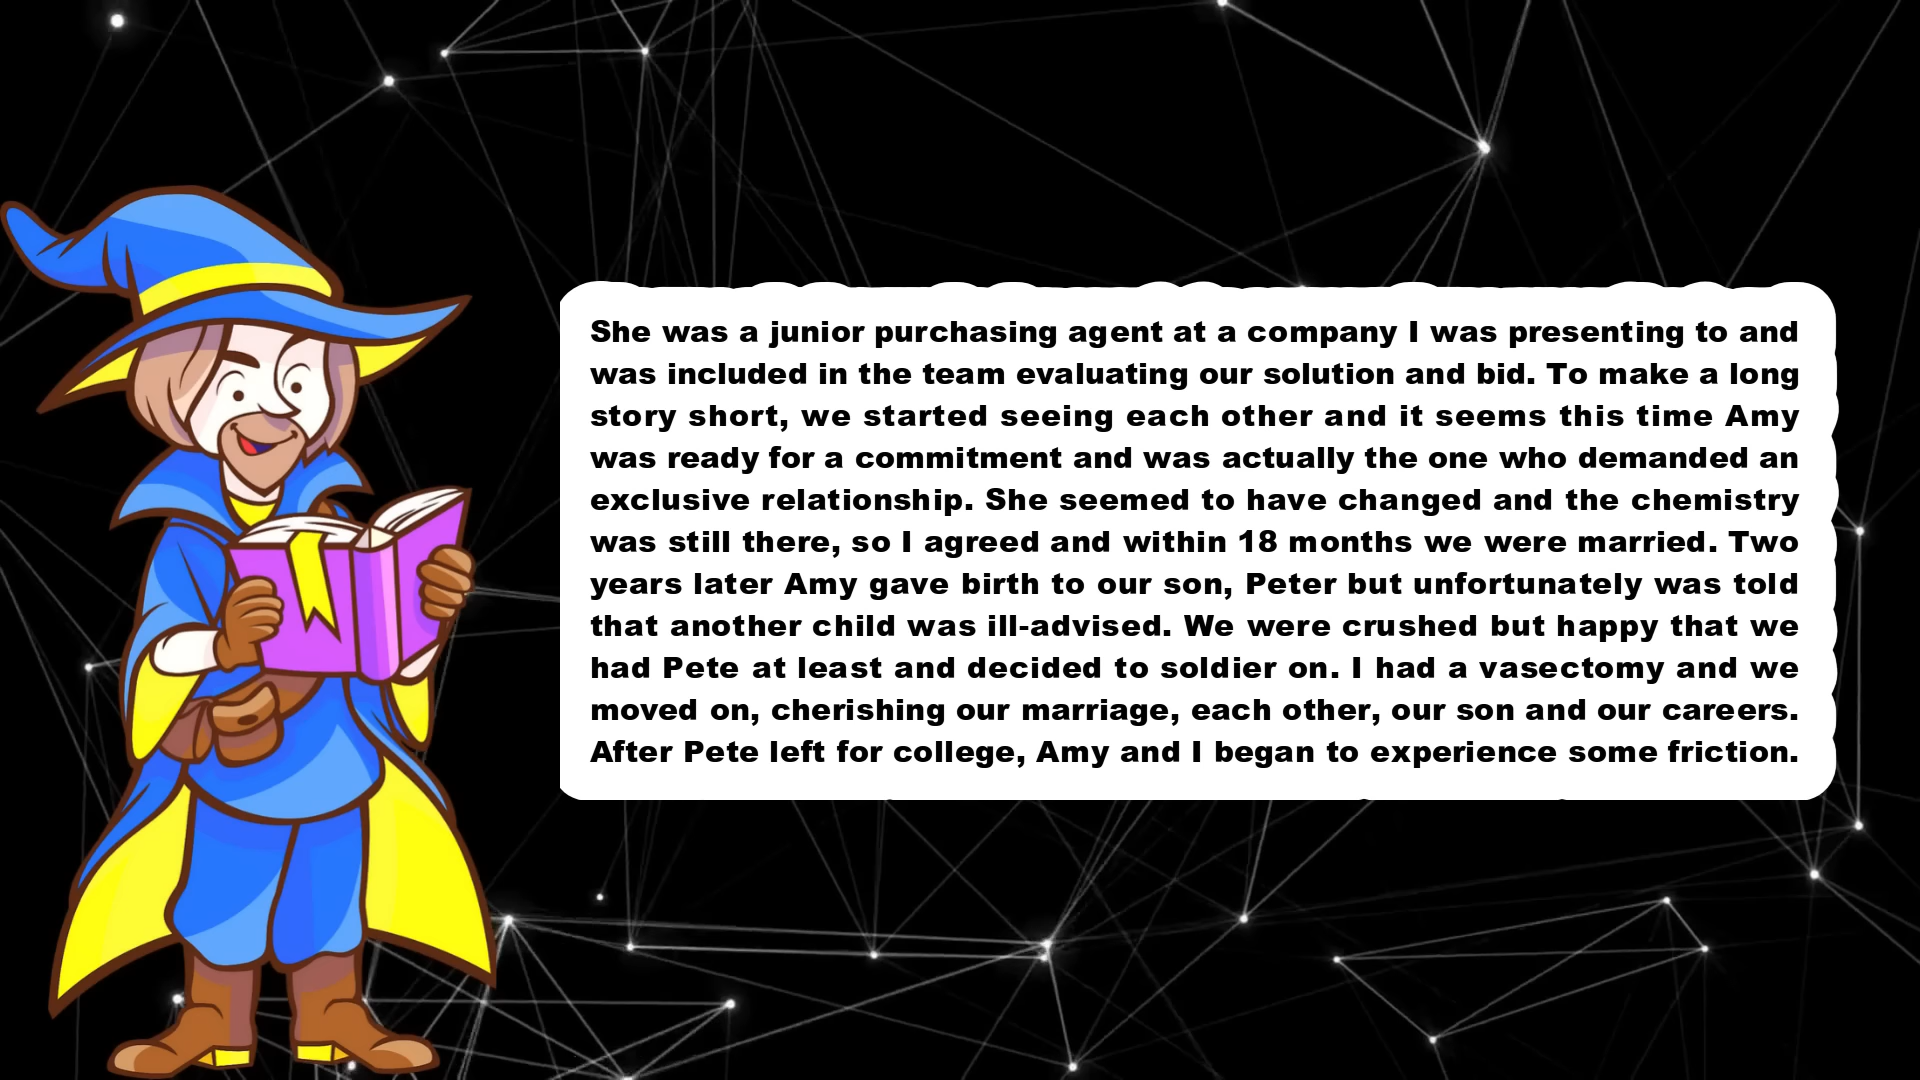 She was a junior purchasing agent at a company I was presenting to and
was included in the team evaluating our solution and bid. To make a long
story short, we started seeing each other and it seems this time Amy
was ready for a commitment and was actually the one who demanded an
exclusive relationship. She seemed to have changed and the chemistry
was still there, so I agreed and within 18 months we were married. Two
years later Amy gave birth to our son, Peter but unfortunately was told
that another child was ill-advised. We were crushed but happy that we
had Pete at least and decided to soldier on. I had a vasectomy and we
moved on, cherishing our marriage, each other, our son and our careers.
After Pete left for college, Amy and I began to experience some friction.